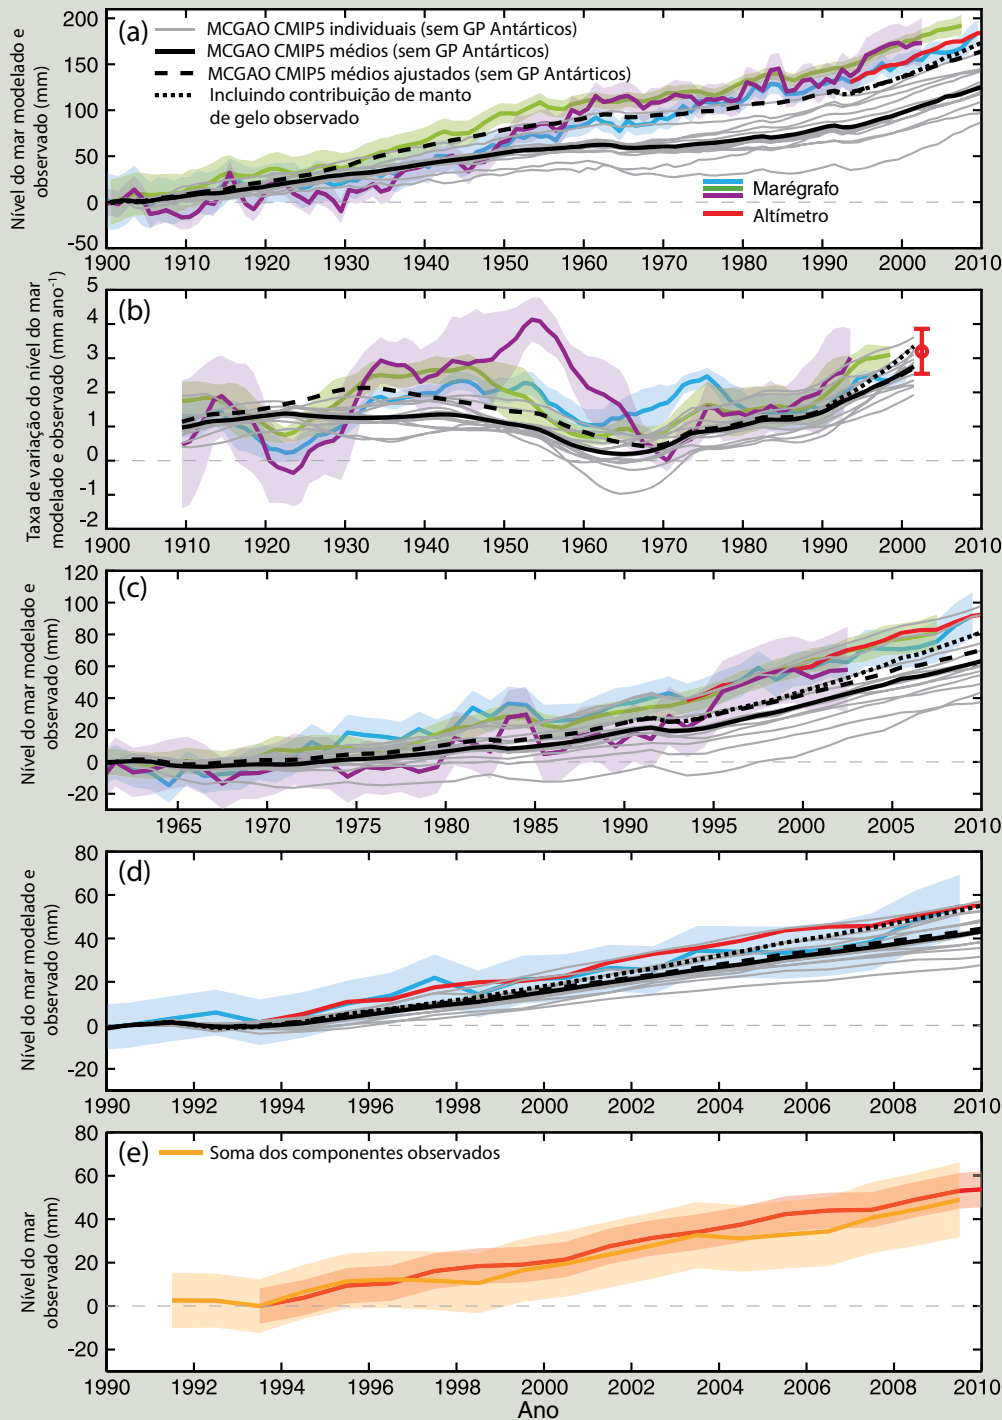 Nível do mar modelado e
observado (mm)
(a)
MCGAO CMIP5 individuais (sem GP Antárticos)
MCGAO CMIP5 médios (sem GP Antárticos)
MCGAO CMIP5 médios ajustados (sem GP Antárticos)
Incluindo contribuição de manto
de gelo observado
Marégrafo
Altímetro
200
150
100
50
0
-50
1900 1910 1920 1930 1940 1950 1960 1970 1980 1990 2000 2010
Taxa de variação do nível do mar
modelado e observado (mm ano-1)
(b)
5
4
3
2
1
0
-1
-2
1900 1910 1920 1930 1940 1950 1960 1970 1980 1990 2000 2010
Nível do mar modelado e
observado (mm)
(c)
120
100
80
60
40
20
0
-20
1965 1970 1975 1980 1985 1990 1995 2000 2005 2010
Nível do mar modelado e
observado (mm)
(d)
80
60
40
20
0
-20
1990 1992 1994 1996 1998 2000 2002 2004 2006 2008 2010
Nível do mar
observado (mm)
(e)
Soma dos componentes observados
80
60
40
20
0
-20
1990 1992 1994 1996 1998 2000 2002 2004 2006 2008 2010
Ano